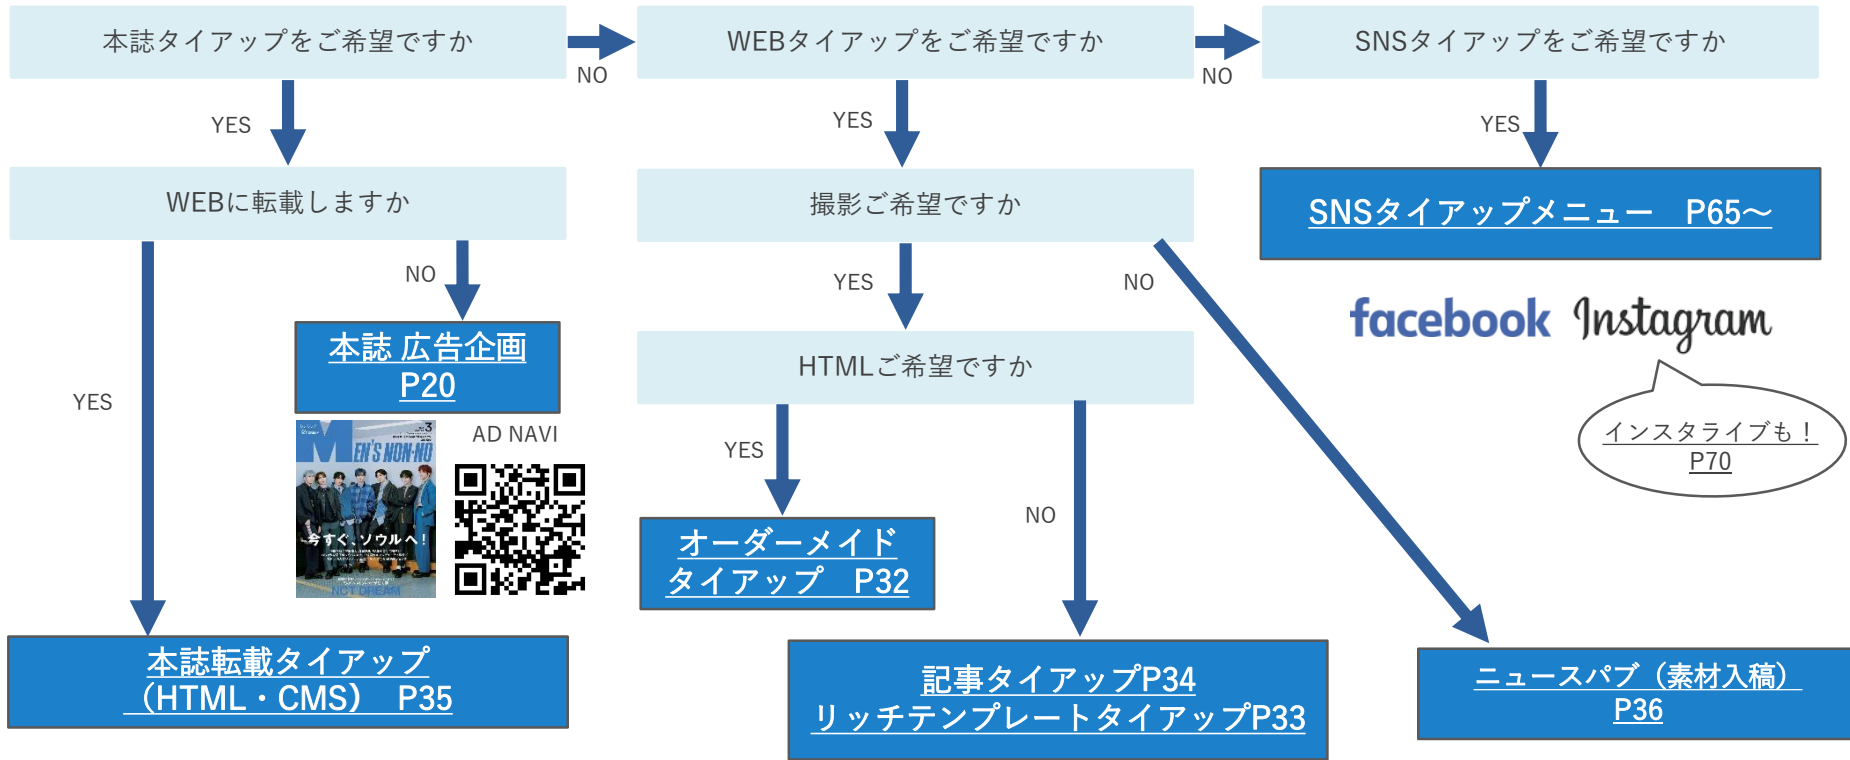 本誌タイアップをご希望ですか
NO
WEBタイアップをご希望ですか
NO
SNSタイアップをご希望ですか
YES
YES
YES
WEBに転載しますか
撮影ご希望ですか
SNSタイアップメニュー　P65～
NO
YES
NO
facebook
Instagram
本誌 広告企画
P20
HTMLご希望ですか
YES
AD NAVI
MEN'S NON-NO
3
今すぐ、ソウルへ！
NCT DREAM
インスタライブも！
P70
YES
NO
オーダーメイド
タイアップ　P32
本誌転載タイアップ
（HTML・CMS）　P35
記事タイアップP34
リッチテンプレートタイアップP33
ニュースパブ（素材入稿）
P36